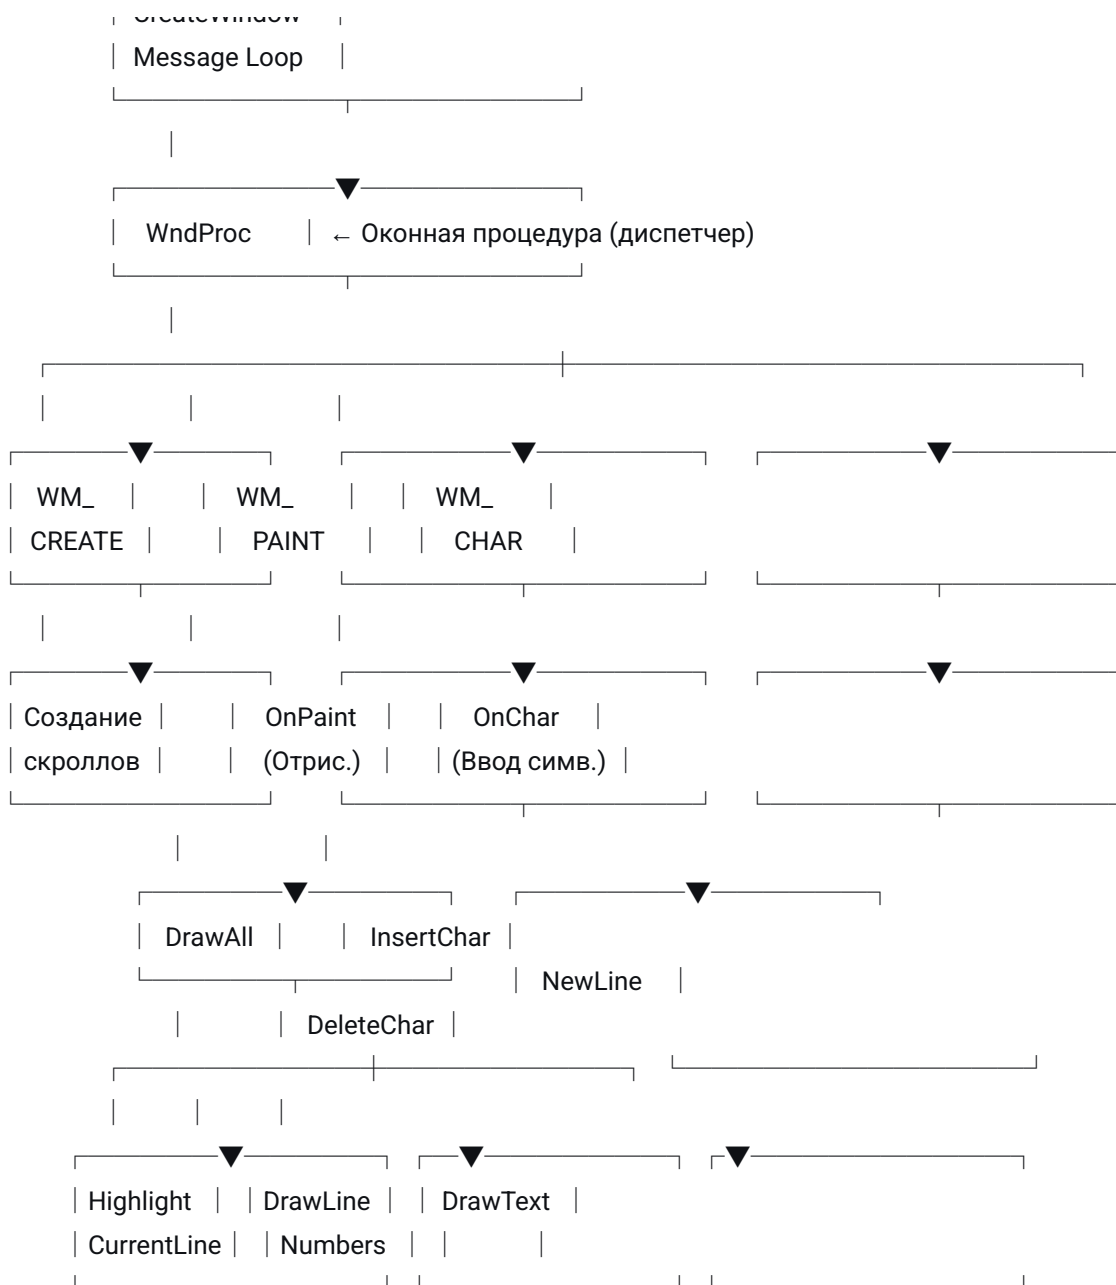 CreateWindow
Message Loop
WndProc ← Оконная процедура (диспетчер)
WM_ WM_ WM_
CREATE PAINT CHAR
Создание OnPaint OnChar
скроллов (Отрис.) (Ввод симв.)
DrawAll InsertChar
NewLine
DeleteChar
Highlight DrawLine DrawText
CurrentLine Numbers